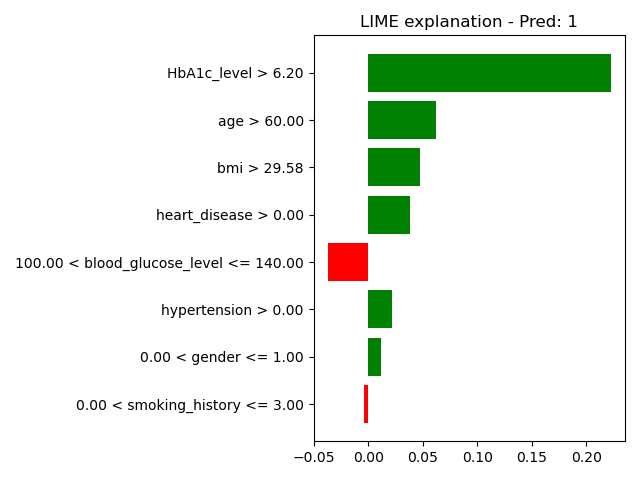 LIME explanation - Pred: 1
HbA1c_level > 6.20
age > 60.00
bmi > 29.58
heart_disease > 0.00
100.00 < blood_glucose_level <= 140.00
hypertension > 0.00
0.00 < gender <= 1.00
0.00 < smoking_history <= 3.00
−0.05 0.00 0.05 0.10 0.15 0.20